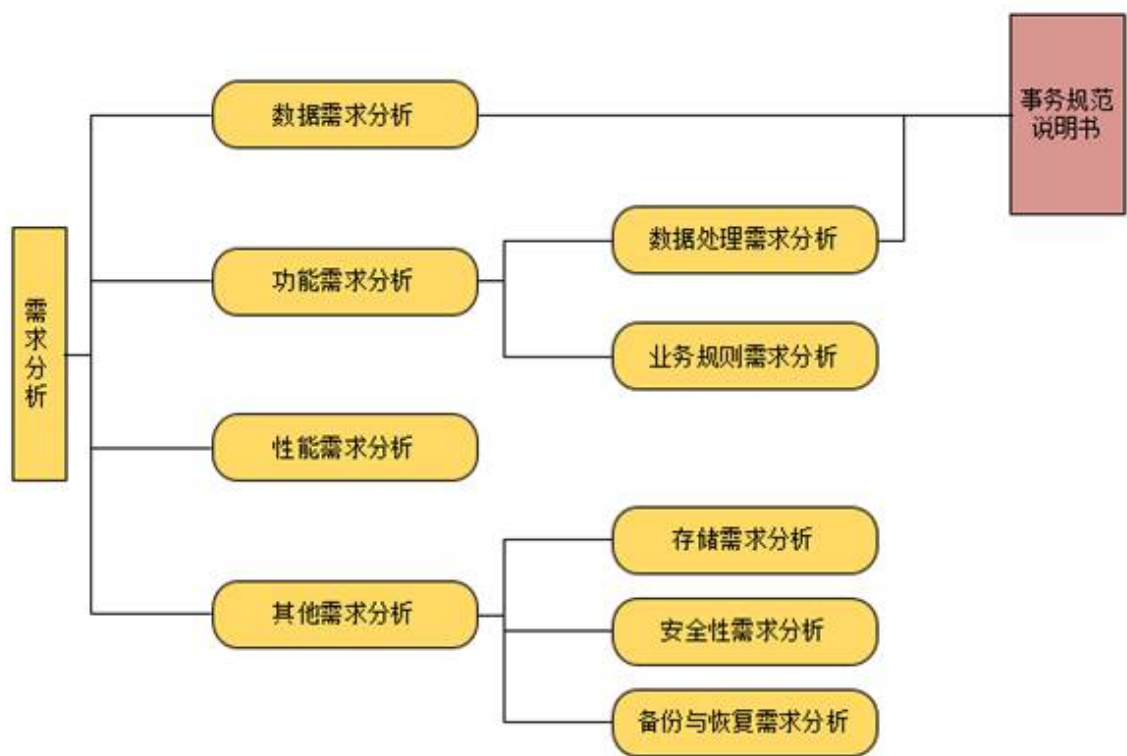 事务规范
说明书
数据需求分析
数据处理需求分析
功能需求分析
业务规则需求分析
需求分析
性能需求分析
存储需求分析
其他需求分析
安全性需求分析
备份与恢复需求分析